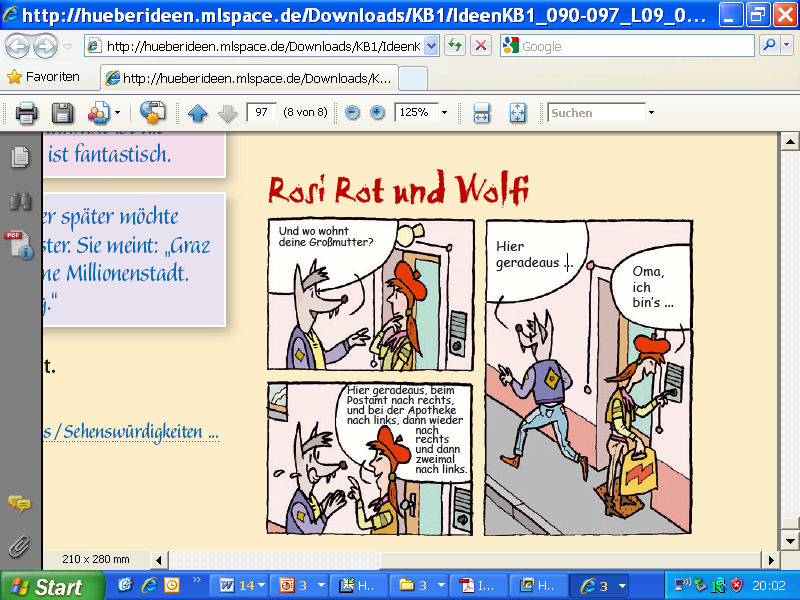 http://hueberideen.mlspace.de/Downloads/KB1/IdeenKB1_090-097_L09_0...
http://hueberideen.mlspace.de/Downloads/KB1/IdeenK
Google
Favoriten
http://hueberideen.mlspace.de/Downloads/K...
97
(8 von 8)
125%
Suchen
ist fantastisch.
er später möchte
ster. Sie meint: „Graz
ne Millionenstadt.
g.“
t.
s / Sehenswürdigkeiten ...
Rosi Rot und Wolfi
Und wo wohnt
deine Großmutter?
Hier geradeaus, beim
Postamt nach rechts,
und bei der Apotheke
nach links, dann wieder
nach
rechts
und dann
zweimal
nach links.
Hier
geradeaus ...
Oma,
ich
bin's ...
PDF
210 x 280 mm
Start
14
3
H..
3
I...
H..
3
20:02